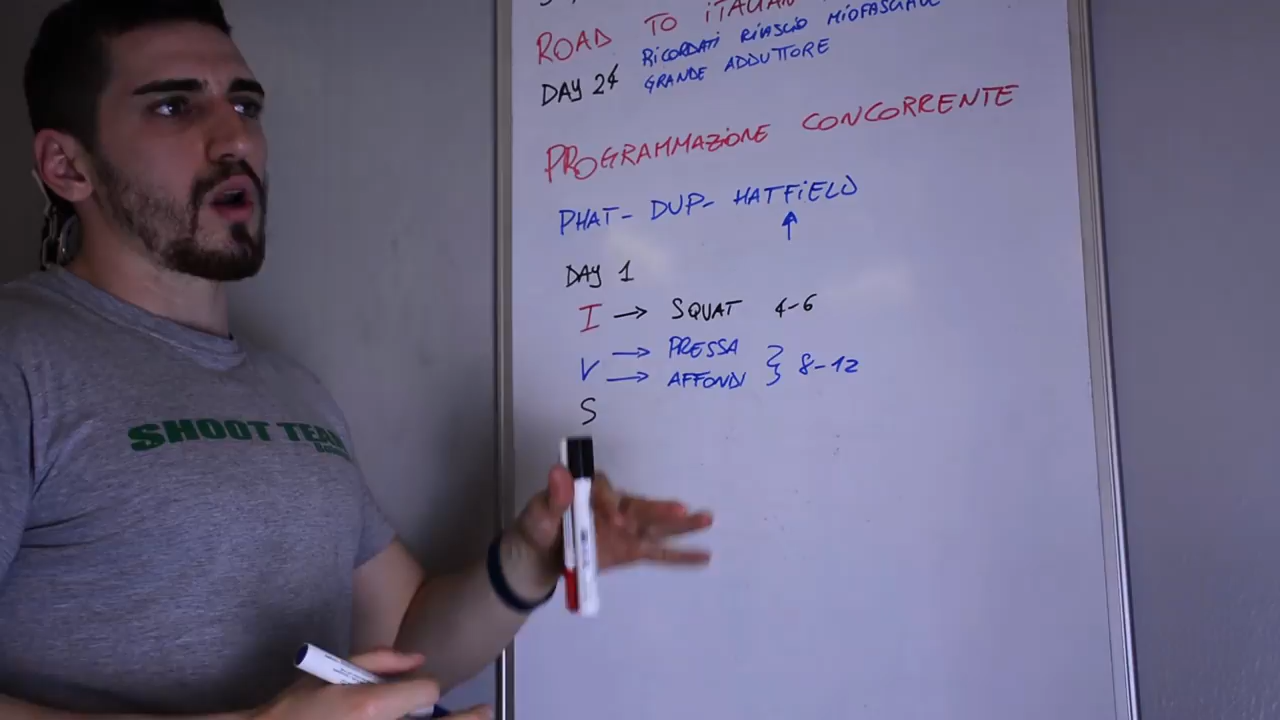 ROAD TO ITALIAN
RICORDATI RILASCIO MIOFASCIALE
DAY 24 GRANDE ADDUTTORE
PROGRAMMAZIONE CONCORRENTE
PHAT- DUP- HATFIELD
DAY 1
I → SQUAT 4-6
V → PRESSA
→ AFFONDI } 8-12
S
SHOOT TEAM